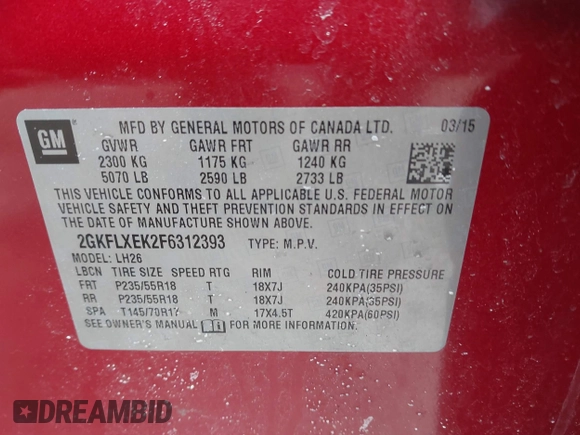 GM
MFD BY GENERAL MOTORS OF CANADA LTD. 03/15
GVWR GAWR FRT GAWR RR
2300 KG 1175 KG 1240 KG
5070 LB 2590 LB 2733 LB
THIS VEHICLE CONFORMS TO ALL APPLICABLE U.S. FEDERAL MOTOR
VEHICLE SAFETY AND THEFT PREVENTION STANDARDS IN EFFECT ON
THE DATE OF MANUFACTURE SHOWN ABOVE.
2GKFLXEK2F6312393 TYPE: M.P.V.
MODEL: LH26
LBCN TIRE SIZE SPEED RTG RIM COLD TIRE PRESSURE
FRT P235/55R18 T 18X7J 240KPA(35PSI)
RR P235/55R18 T 18X7J 240KPA(35PSI)
SPA T145/70R17 M 17X4.5T 420KPA(60PSI)
SEE OWNER'S MANUAL FOR MORE INFORMATION.
DREAMBID